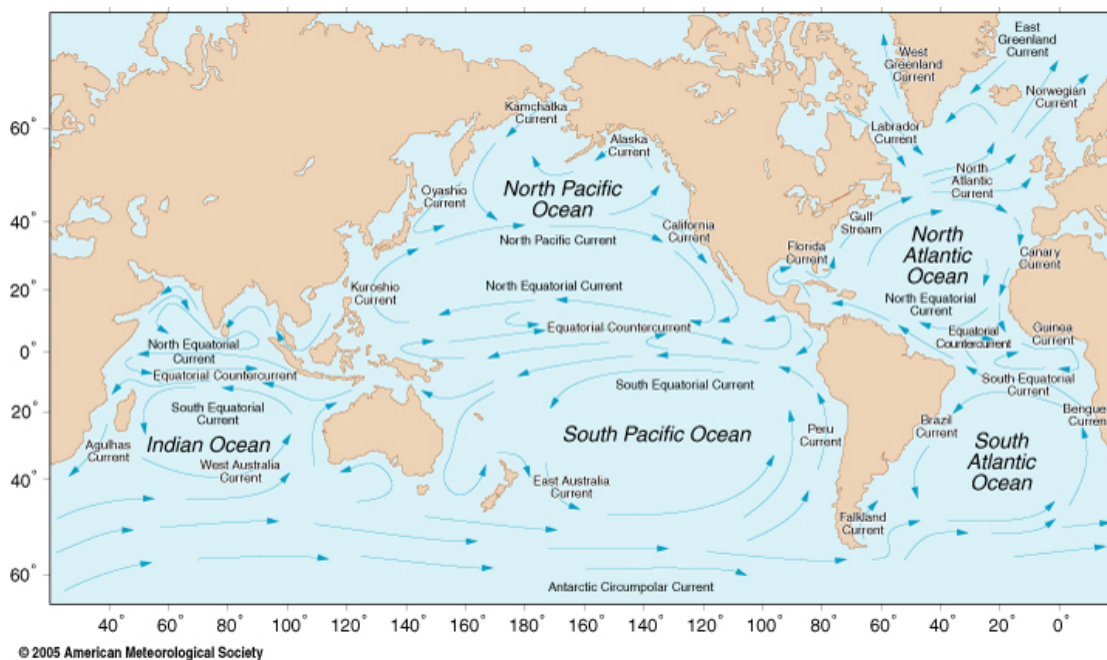 East
Greenland
Current
West
Greenland
Current
Norwegian
Current
Kamchatka
Current
60°
Labrador
Current
Alaska
Current
North
Atlantic
Current
Oyashio
Current
North Pacific
Ocean
40°
Gulf
Stream
California
Current
North Pacific Current
Florida
Current
North
Atlantic
Ocean
Canary
Current
20°
Kuroshio
Current
North Equatorial Current
North Equatorial
Current
Equatorial Countercurrent
Equatorial
Countercurrent
Guinea
Current
North Equatorial
Current
0°
Equatorial Countercurrent
South Equatorial Current
South Equatorial
Current
20°
South Equatorial
Current
Benguel
Current
Agulhas
Current
Indian Ocean
South Pacific Ocean
Peru
Current
Brazil
Current
South
Atlantic
Ocean
West Australia
Current
40°
East Australia
Current
Falkland
Current
60°
Antarctic Circumpolar Current
40° 60° 80° 100° 120° 140° 160° 180° 160° 140° 120° 100° 80° 60° 40° 20° 0°
© 2005 American Meteorological Society